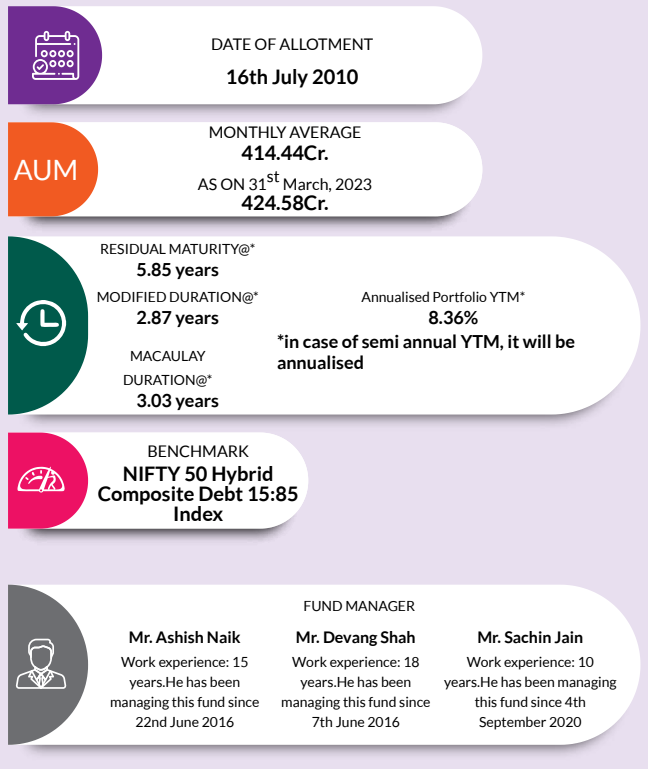 DATE OF ALLOTMENT
16th July 2010
AUM
MONTHLY AVERAGE
414.44Cr.
AS ON 31st March, 2023
424.58Cr.
RESIDUAL MATURITY@*
5.85 years
MODIFIED DURATION@*
2.87 years
MACAULAY
DURATION@*
3.03 years
Annualised Portfolio YTM*
8.36%
*in case of semi annual YTM, it will be
annualised
BENCHMARK
NIFTY 50 Hybrid
Composite Debt 15:85
Index
FUND MANAGER
Mr. Ashish Naik
Work experience: 15
years.He has been
managing this fund since
22nd June 2016
Mr. Devang Shah
Work experience: 18
years.He has been
managing this fund since
7th June 2016
Mr. Sachin Jain
Work experience: 10
years.He has been managing
this fund since 4th
September 2020